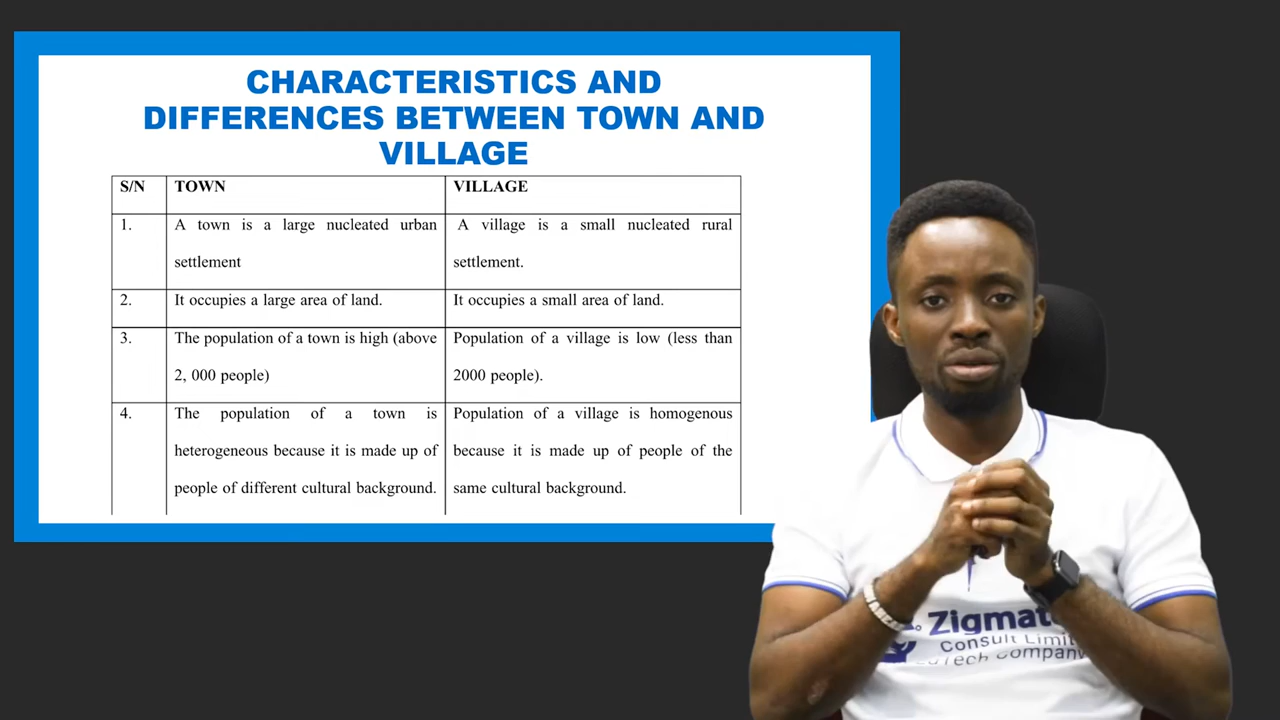 CHARACTERISTICS AND
DIFFERENCES BETWEEN TOWN AND
VILLAGE
S/N TOWN VILLAGE
1. A town is a large nucleated urban A village is a small nucleated rural
settlement settlement.
2. It occupies a large area of land. It occupies a small area of land.
3. The population of a town is high (above Population of a village is low (less than
2, 000 people) 2000 people).
4. The population of a town is Population of a village is homogenous
heterogeneous because it is made up of because it is made up of people of the
people of different cultural background. same cultural background.
Consult